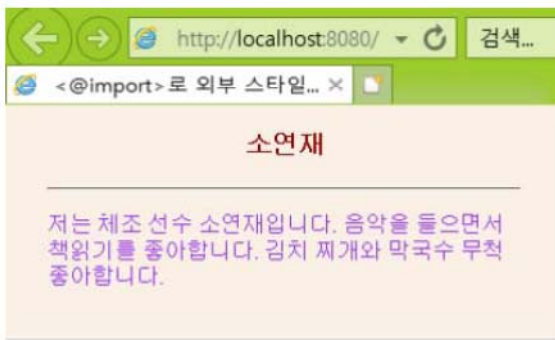 http://localhost:8080/ 검색...
<@import>로 외부 스타일...
소연재
저는 체조 선수 소연재입니다. 음악을 들으면서
책읽기를 좋아합니다. 김치 찌개와 막국수 무척
좋아합니다.